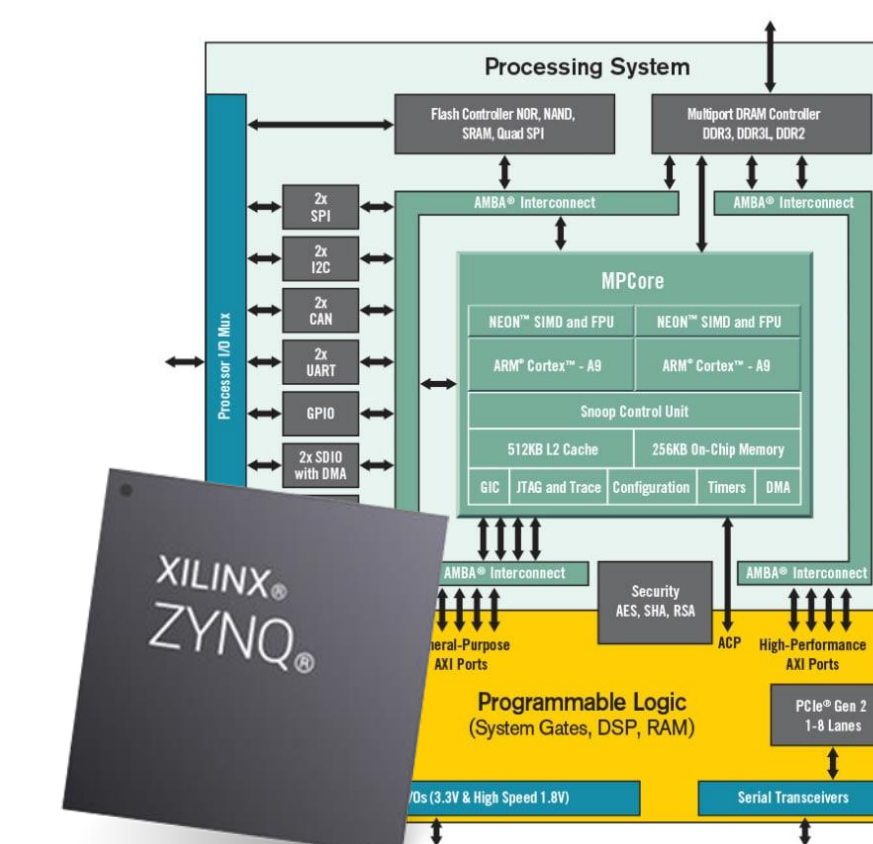 Processing System
Flash Controller NOR, NAND,
SRAM, Quad SPI
Multiport DRAM Controller
DDR3, DDR3L, DDR2
AMBA® Interconnect
AMBA® Interconnect
Processor I/O Mux
2x
SPI
2x
I2C
2x
CAN
2x
UART
GPIO
2x SDIO
with DMA
MPCore
NEON™ SIMD and FPU
NEON™ SIMD and FPU
ARM® Cortex™ - A9
ARM® Cortex™ - A9
Snoop Control Unit
512KB L2 Cache
256KB On-Chip Memory
GIC
JTAG and Trace
Configuration
Timers
DMA
AMBA® Interconnect
Security
AES, SHA, RSA
AMBA® Interconnect
XILINX®
ZYNQ®
neral-Purpose
AXI Ports
ACP
High-Performance
AXI Ports
Programmable Logic
(System Gates, DSP, RAM)
PCIe® Gen 2
1-8 Lanes
/Os (3.3V & High Speed 1.8V)
Serial Transceivers